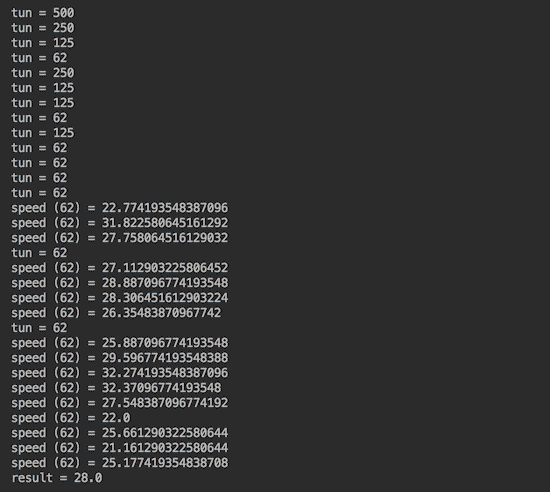 tun = 500
tun = 250
tun = 125
tun = 62
tun = 250
tun = 125
tun = 125
tun = 62
tun = 125
tun = 62
tun = 62
tun = 62
tun = 62
speed (62) = 22.774193548387096
speed (62) = 31.822580645161292
speed (62) = 27.758064516129032
tun = 62
speed (62) = 27.112903225806452
speed (62) = 28.887096774193548
speed (62) = 28.306451612903224
speed (62) = 26.35483870967742
tun = 62
speed (62) = 25.887096774193548
speed (62) = 29.596774193548388
speed (62) = 32.274193548387096
speed (62) = 32.37096774193548
speed (62) = 27.548387096774192
speed (62) = 22.0
speed (62) = 25.661290322580644
speed (62) = 21.161290322580644
speed (62) = 25.177419354838708
result = 28.0